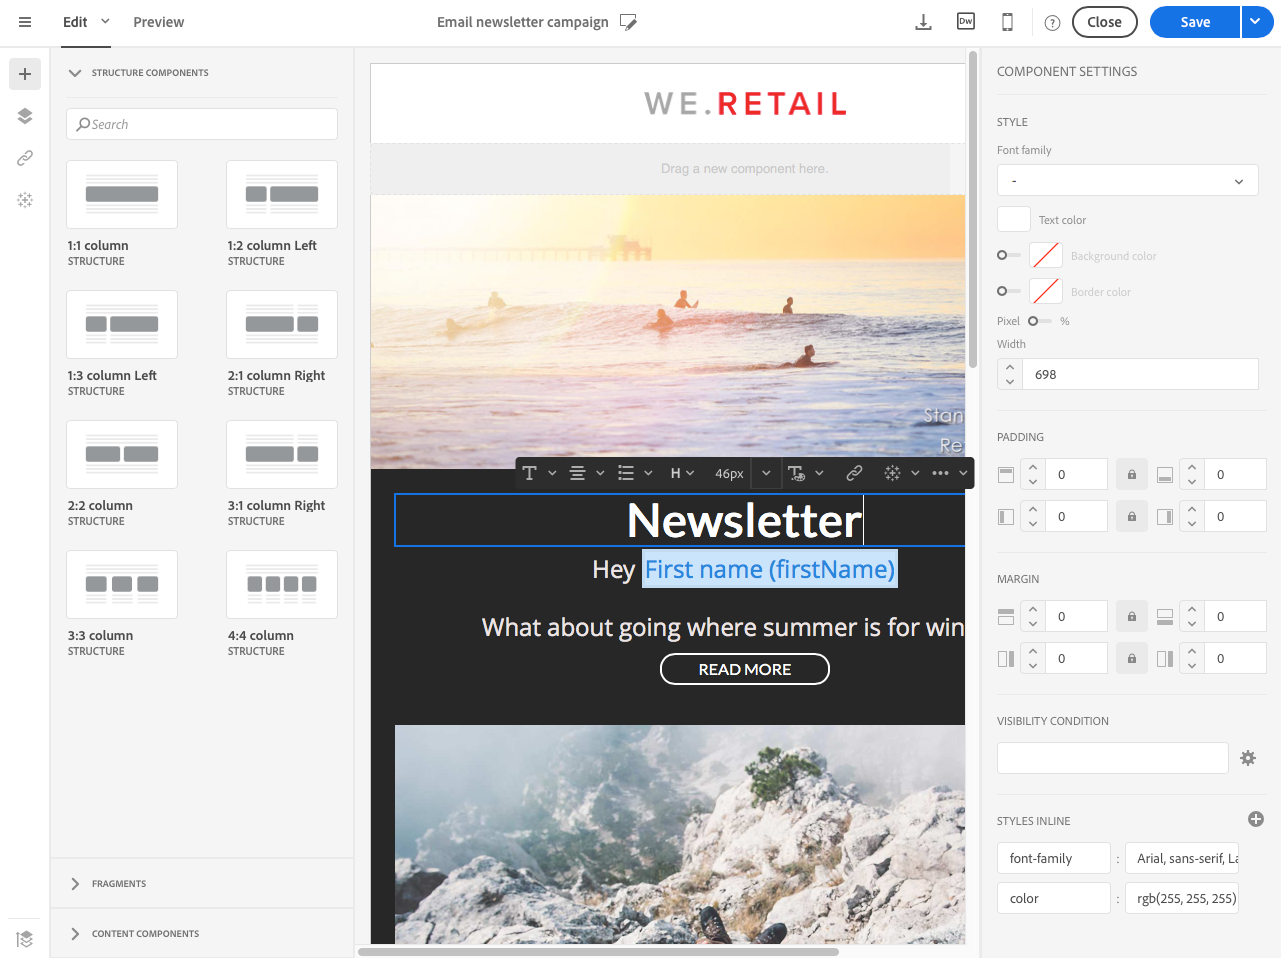 Edit
Preview
Email newsletter campaign
Dw
?
Close
Save
STRUCTURE COMPONENTS
Search
1:1 column
STRUCTURE
1:2 column Left
STRUCTURE
1:3 column Left
STRUCTURE
2:1 column Right
STRUCTURE
2:2 column
STRUCTURE
3:1 column Right
STRUCTURE
3:3 column
STRUCTURE
4:4 column
STRUCTURE
FRAGMENTS
CONTENT COMPONENTS
WE.RETAIL
Drag a new component here.
Stan
Re
T
H
46px
T
Newsletter
Hey First name (firstName)
What about going where summer is for win
READ MORE
COMPONENT SETTINGS
STYLE
Font family
-
Text color
Background color
Border color
Pixel %
Width
698
PADDING
0 0
0 0
MARGIN
0 0
0 0
VISIBILITY CONDITION
STYLES INLINE
font-family : Arial, sans-serif, La
color : rgb(255, 255, 255)